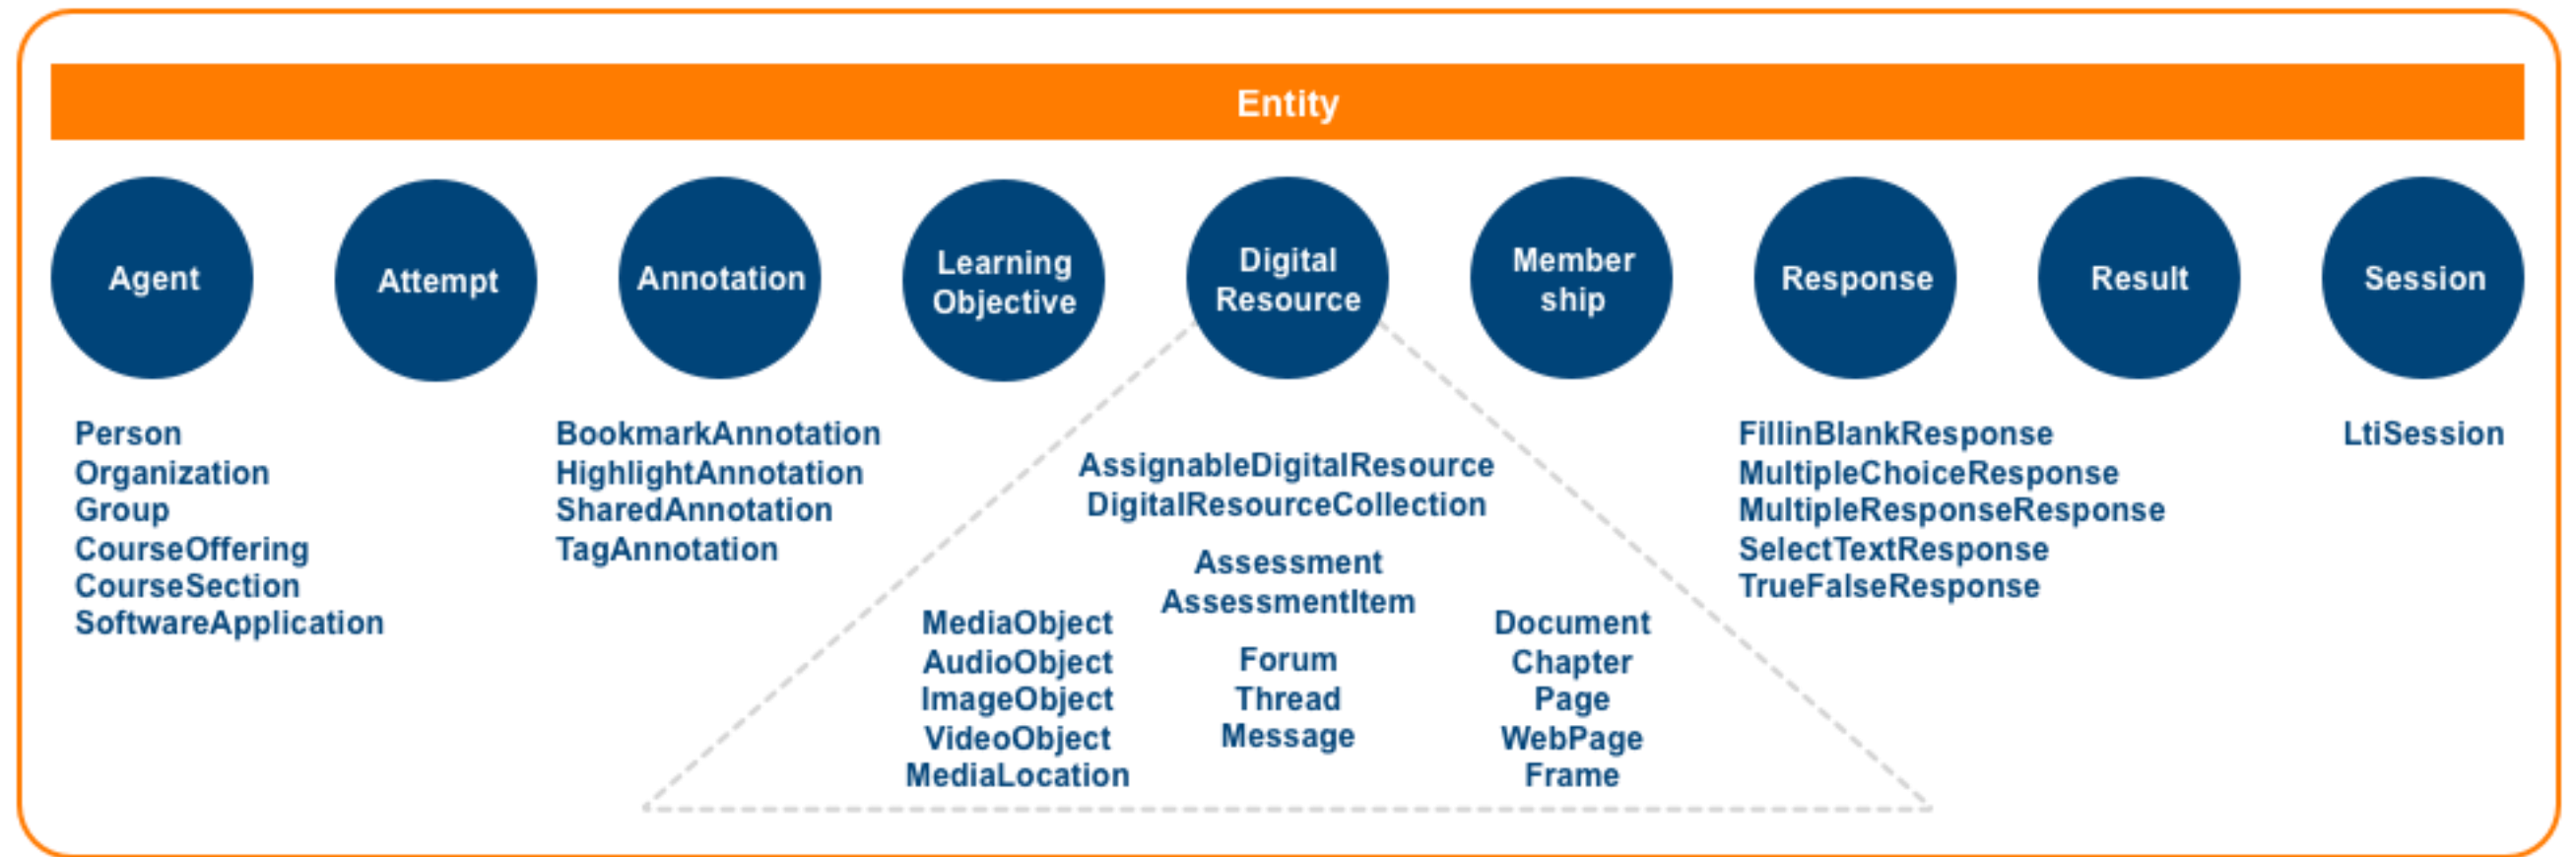 Entity
Agent
Attempt
Annotation
Learning
Objective
Digital
Resource
Member
ship
Response
Result
Session
Person
Organization
Group
CourseOffering
CourseSection
SoftwareApplication
BookmarkAnnotation
HighlightAnnotation
SharedAnnotation
TagAnnotation
AssignableDigitalResource
DigitalResourceCollection
Assessment
AssessmentItem
MediaObject
AudioObject
ImageObject
VideoObject
MediaLocation
Forum
Thread
Message
Document
Chapter
Page
WebPage
Frame
FillinBlankResponse
MultipleChoiceResponse
MultipleResponseResponse
SelectTextResponse
TrueFalseResponse
LtiSession